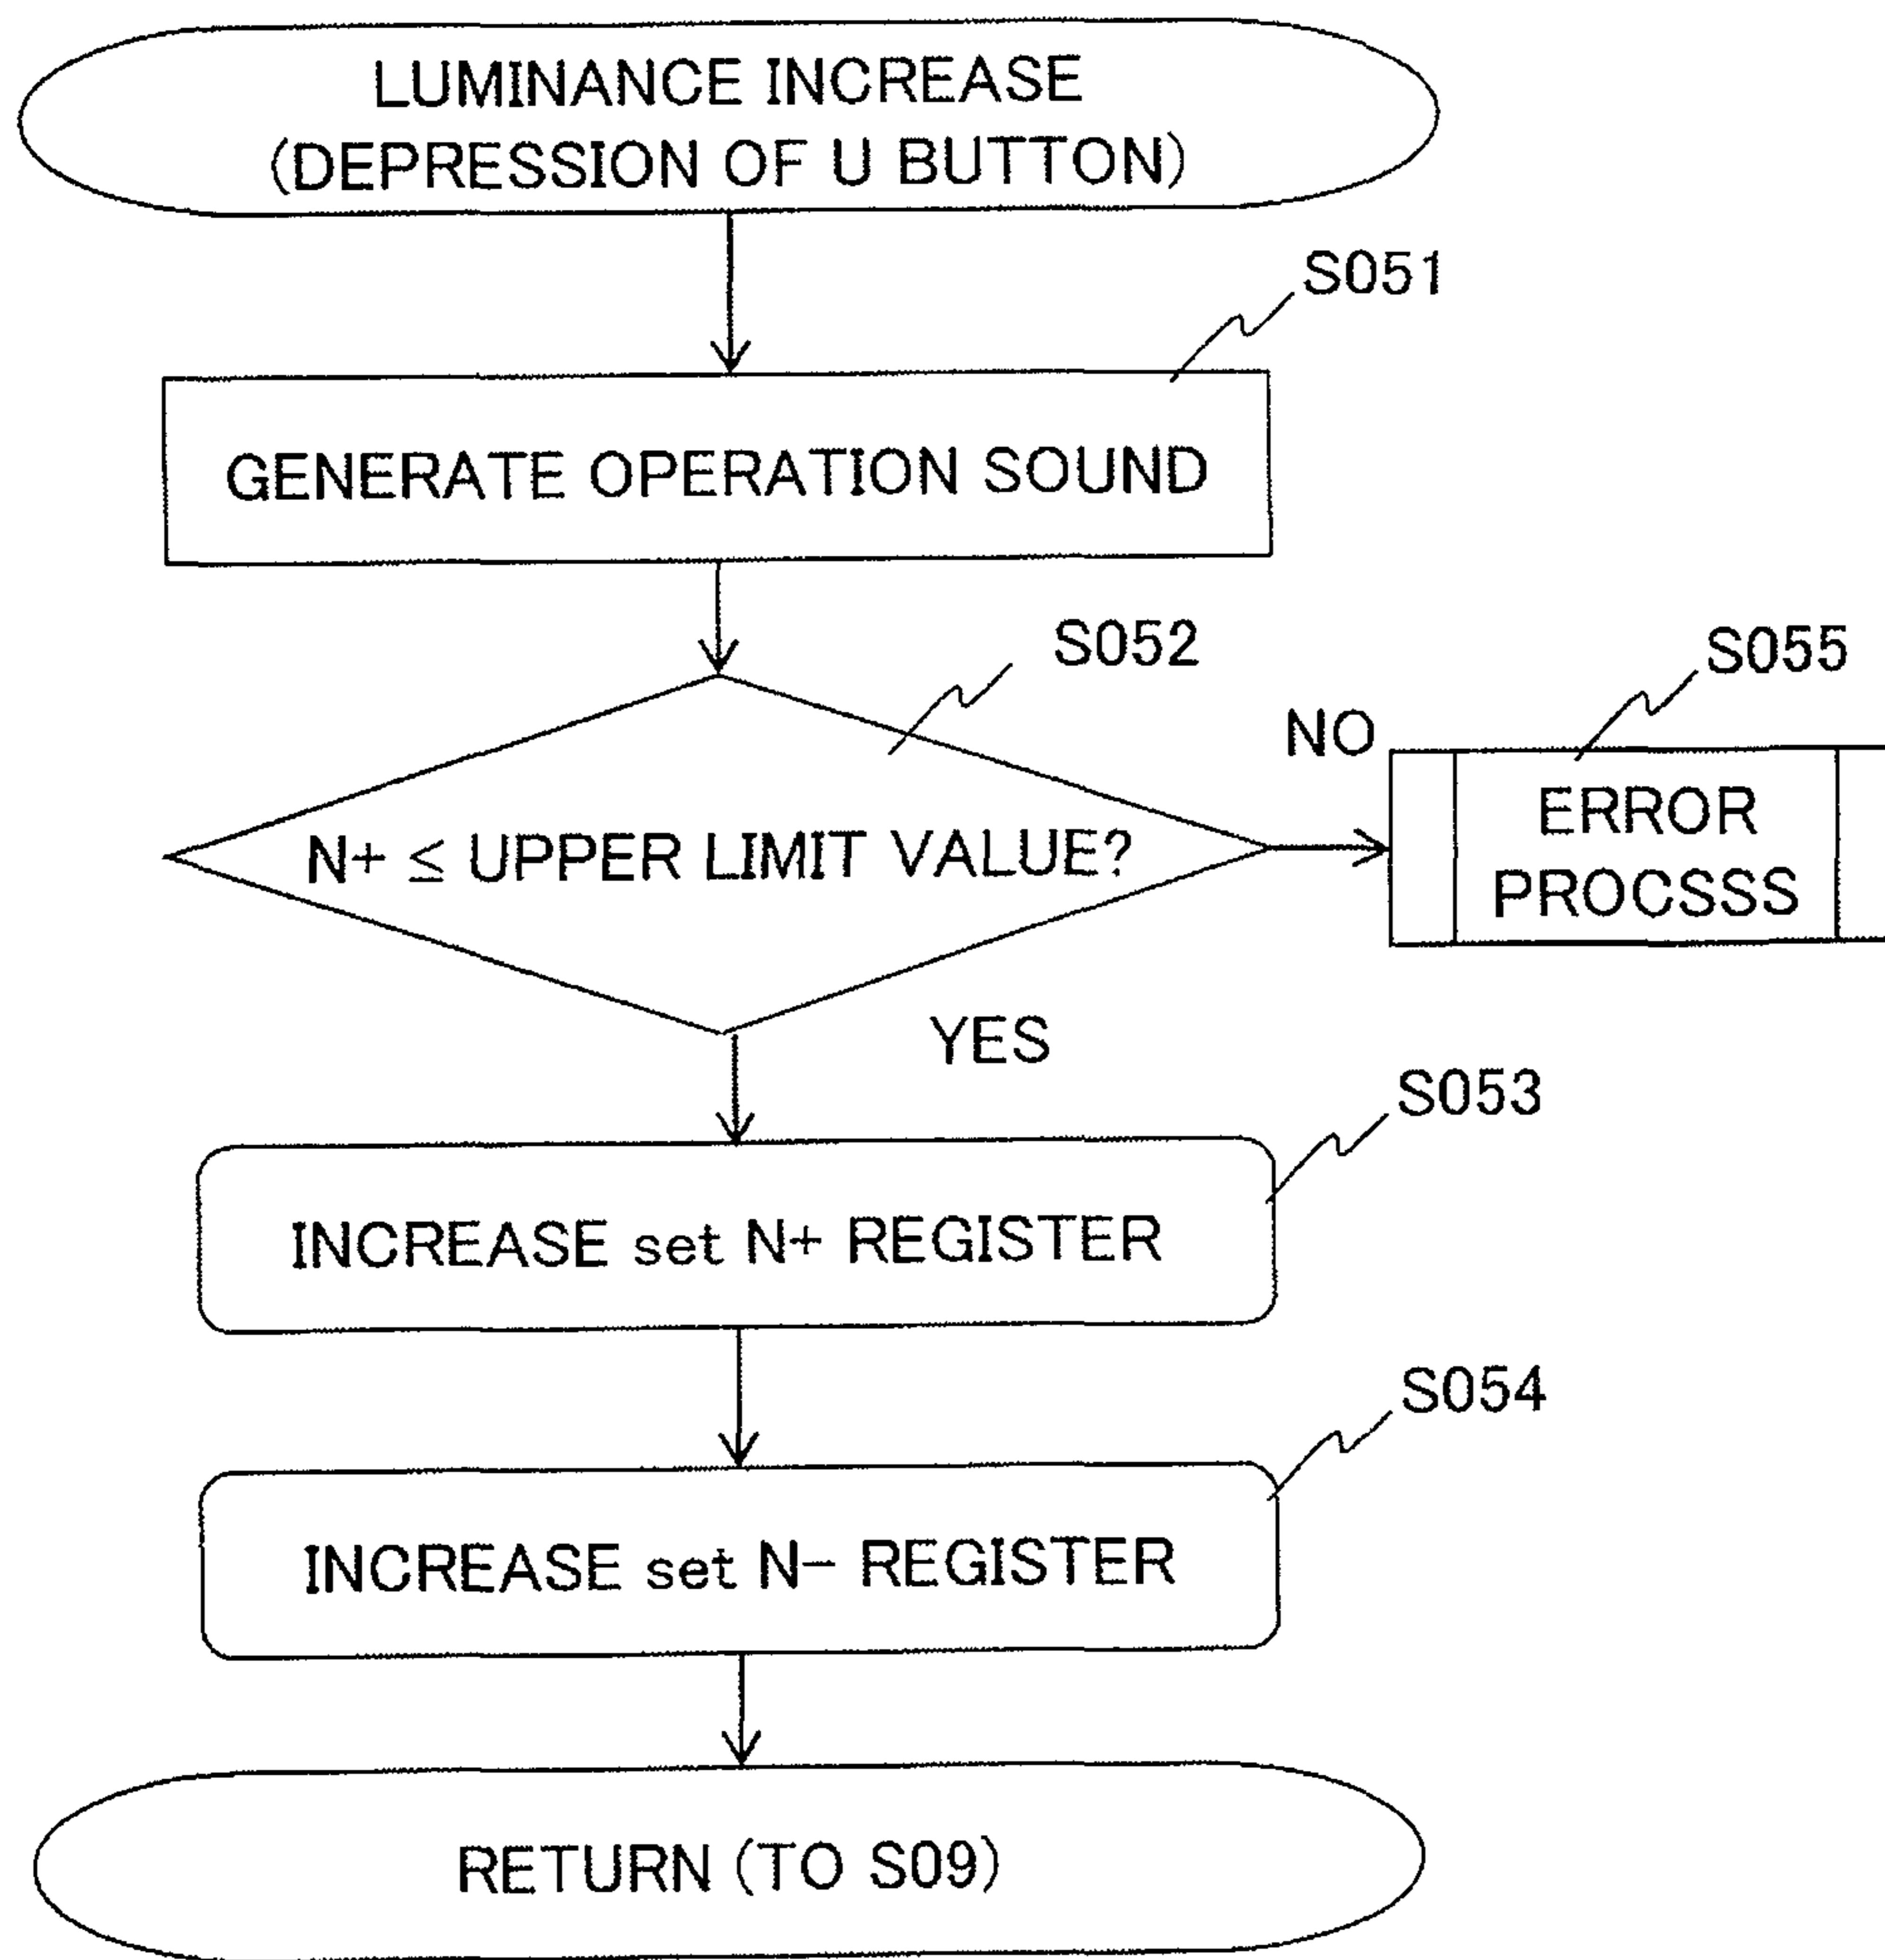 LUMINANCE INCREASE
(DEPRESSION OF U BUTTON)
S051
GENERATE OPERATION SOUND
S052
S055
NO
N+ ≤ UPPER LIMIT VALUE?
ERROR
PROCSSS
YES
S053
INCREASE set N+ REGISTER
S054
INCREASE set N- REGISTER
RETURN (TO S09)